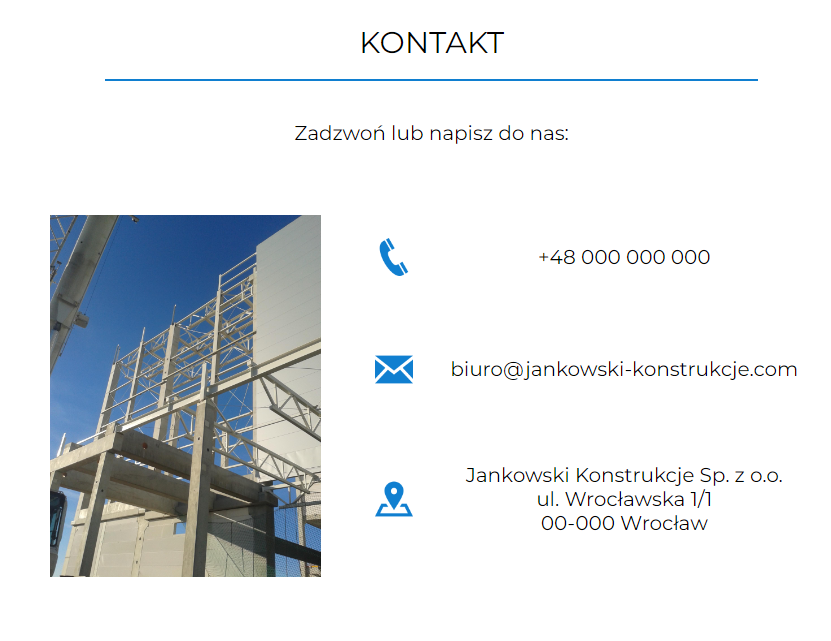 KONTAKT
Zadzwoń lub napisz do nas:
+48 000 000 000
biuro@jankowski-konstrukcje.com
Jankowski Konstrukcje Sp. z o.o.
ul. Wrocławska 1/1
00-000 Wrocław